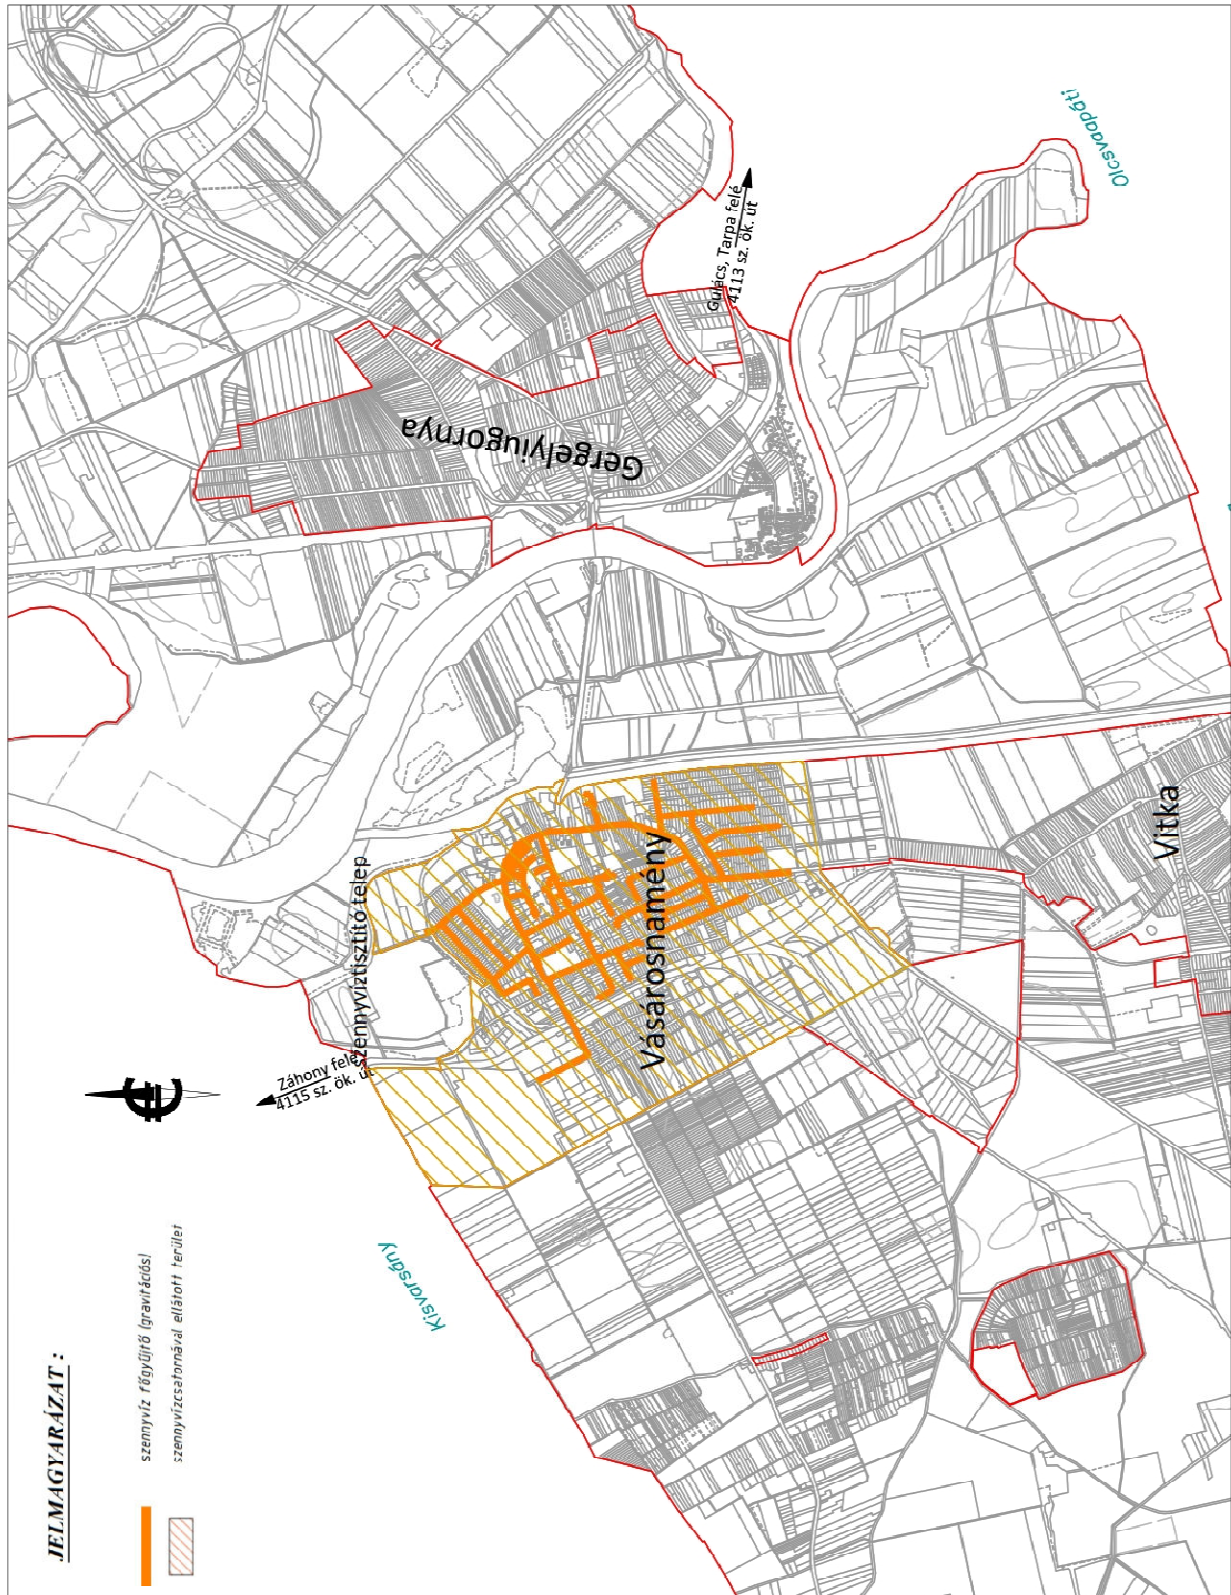 JELMAGYARÁZAT :
szennyvíz főgyűjtő (gravitációs)
szennyvízcsatornával ellátott terület
Záhony felé
4115 sz. ök. út
szennyvíztisztító telep
Kisvarsány
Vásárosnamény
Gergelyiugornya
Gulács, Tarpa felé
4113 sz. ök. út
Olcsvaapáti
Vitka